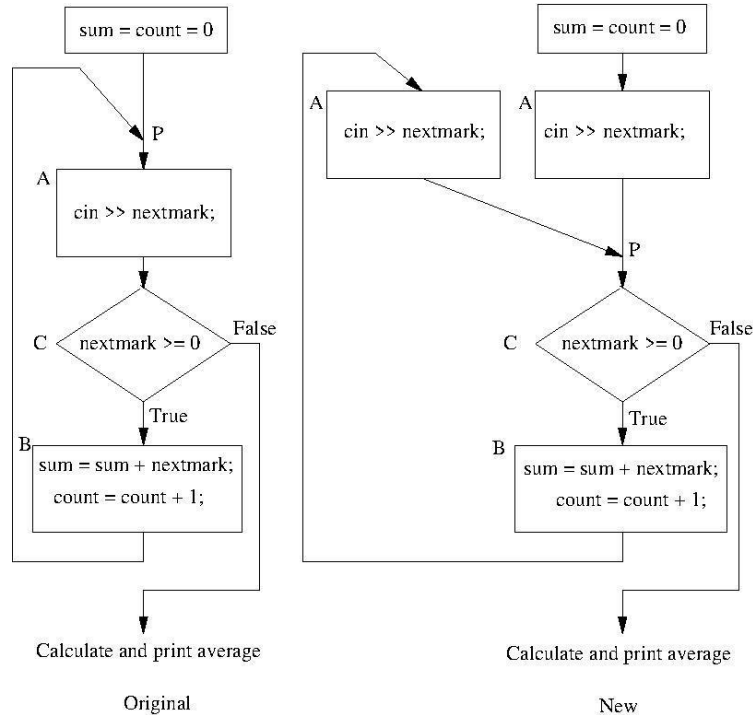 sum = count = 0
P
A
cin >> nextmark;
C
nextmark >= 0
False
True
B
sum = sum + nextmark;
count = count + 1;
Calculate and print average
Original
sum = count = 0
A
cin >> nextmark;
A
cin >> nextmark;
P
C
nextmark >= 0
False
True
B
sum = sum + nextmark;
count = count + 1;
Calculate and print average
New